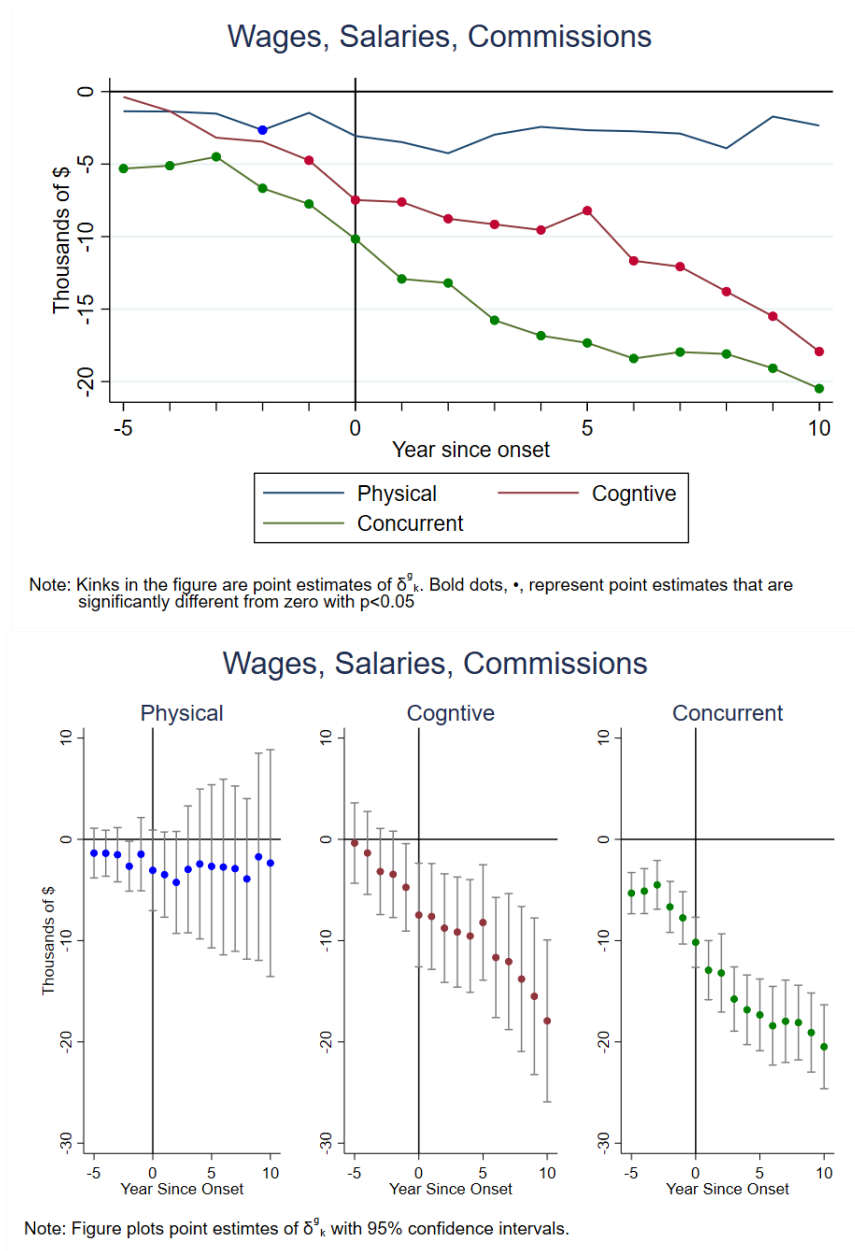 Wages, Salaries, Commissions
Thousands of $
0
-5
-10
-15
-20
-5
0
5
10
Year since onset
Physical
Cogntive
Concurrent
Note: Kinks in the figure are point estimates of δᵍₖ. Bold dots, •, represent point estimates that are
significantly different from zero with p<0.05
Wages, Salaries, Commissions
Physical
Cogntive
Concurrent
Thousands of $
10
0
-10
-20
-30
-5
0
5
10
Year Since Onset
10
0
-10
-20
-30
-5
0
5
10
Year Since Onset
10
0
-10
-20
-30
-5
0
5
10
Year Since Onset
Note: Figure plots point estimtes of δᵍₖ with 95% confidence intervals.